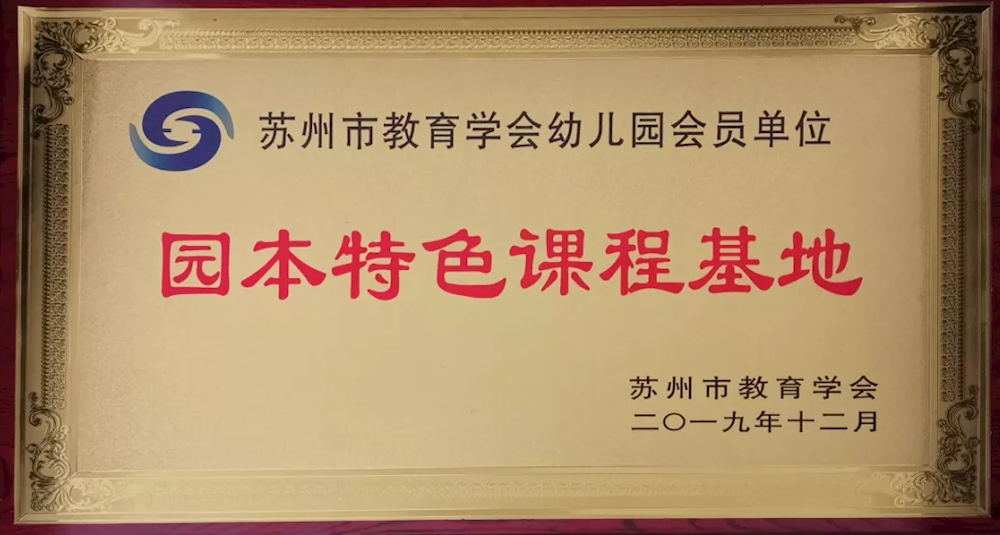 苏州市教育学会幼儿园会员单位
园本特色课程基地
苏州市教育学会
二〇一九年十二月